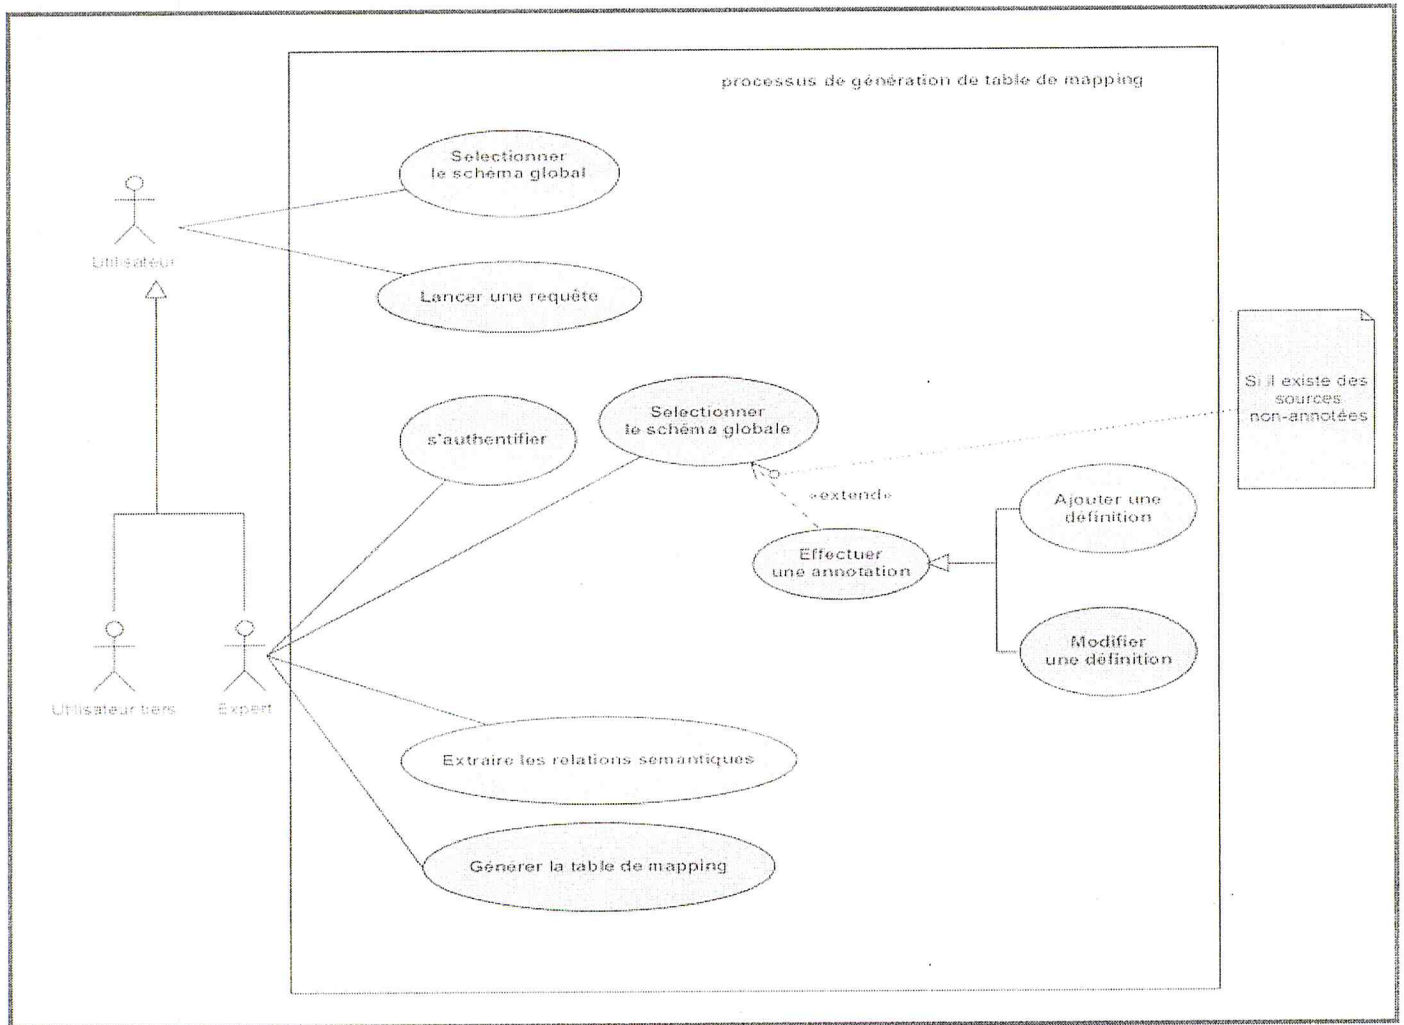 processus de génération de table de mapping
Selectionner
le schéma global
Utilisateur
Lancer une requête
Si il existe des
sources
non-annotées
Selectionner
le schéma globale
s'authentifier
«extend»
Ajouter une
définition
Effectuer
une annotation
Modifier
une définition
Utilisateur tiers
Expert
Extraire les relations semantiques
Générer la table de mapping